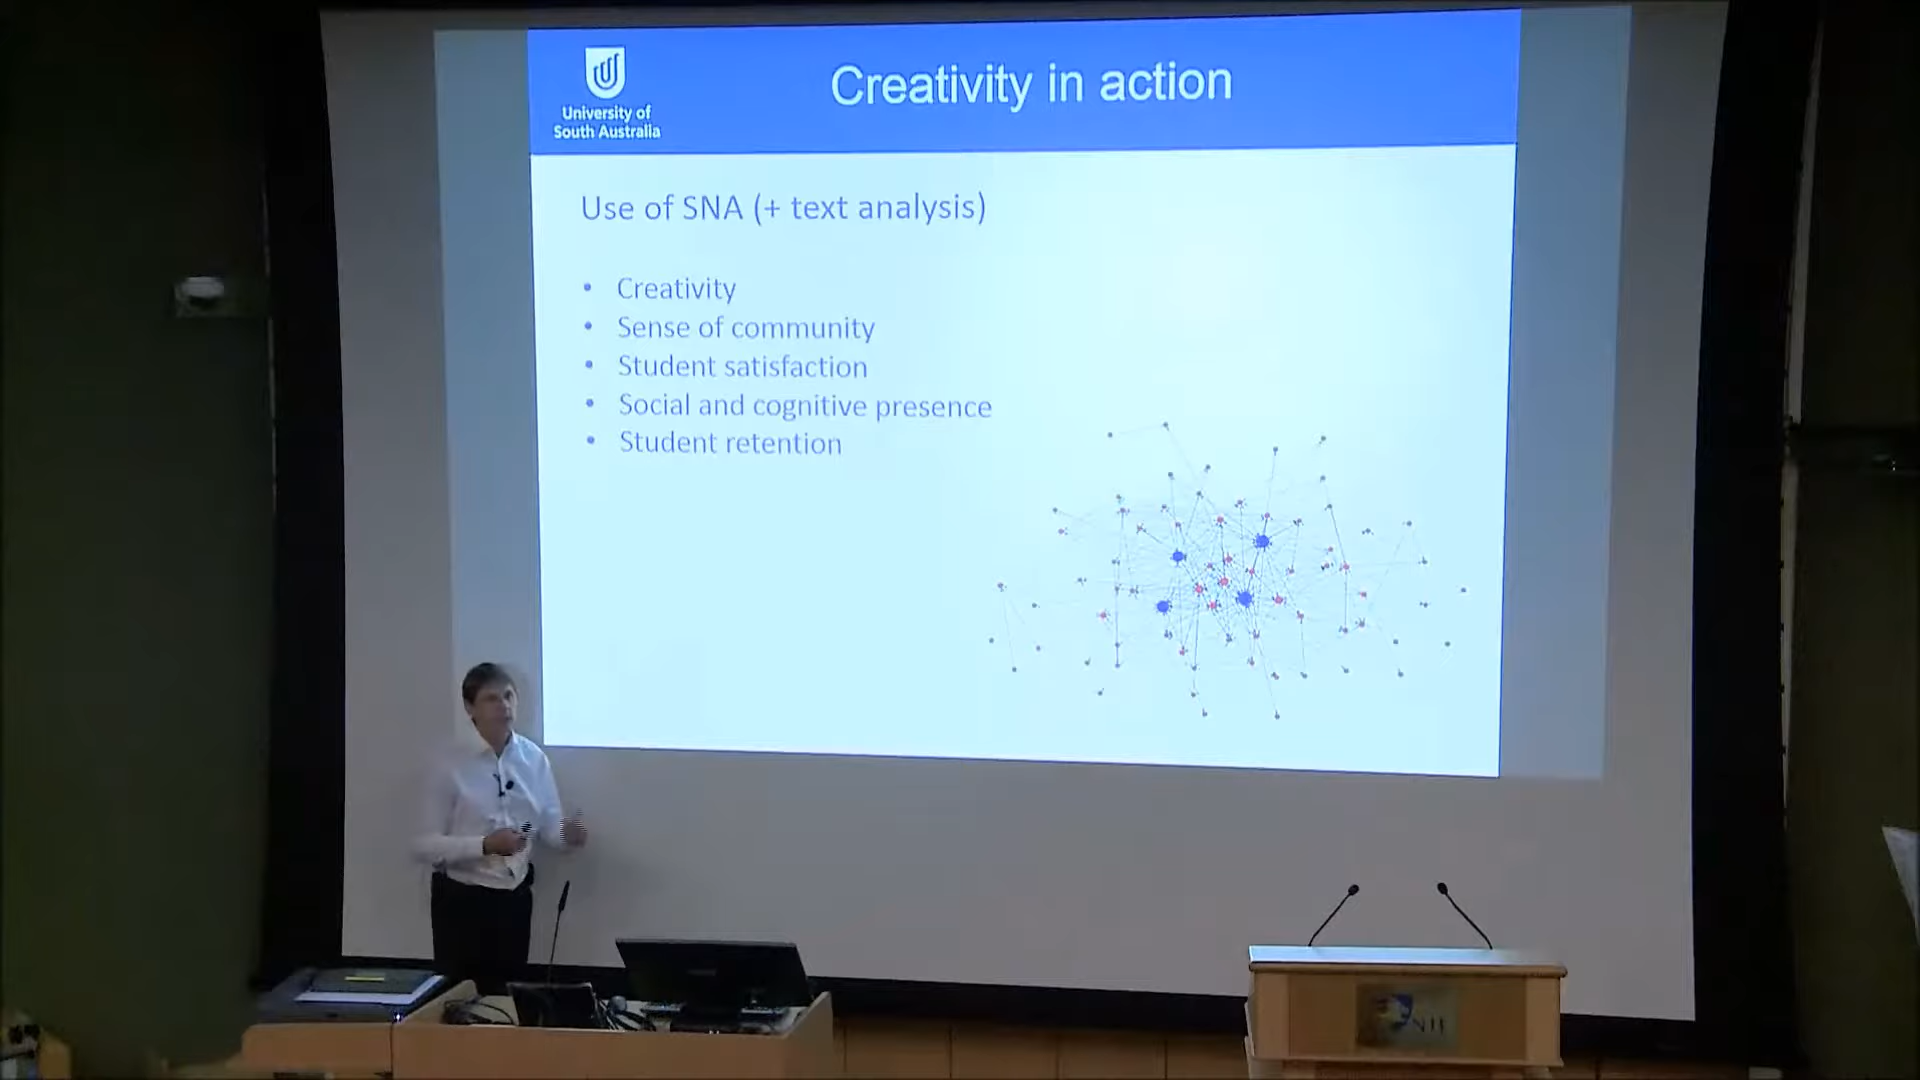 University of
South Australia
Creativity in action
Use of SNA (+ text analysis)
• Creativity
• Sense of community
• Student satisfaction
• Social and cognitive presence
• Student retention